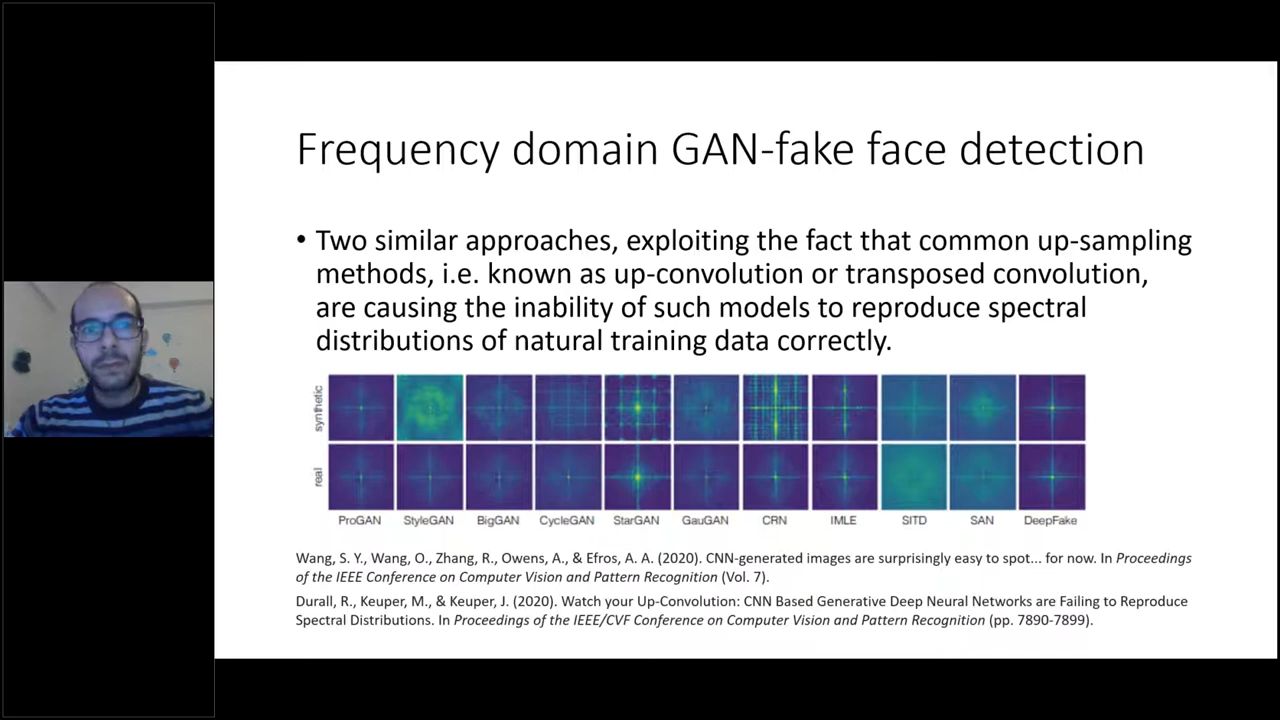 Frequency domain GAN-fake face detection
• Two similar approaches, exploiting the fact that common up-sampling
methods, i.e. known as up-convolution or transposed convolution,
are causing the inability of such models to reproduce spectral
distributions of natural training data correctly.
synthetic
real
ProGAN StyleGAN BigGAN CycleGAN StarGAN GauGAN CRN IMLE SITD SAN DeepFake
Wang, S. Y., Wang, O., Zhang, R., Owens, A., & Efros, A. A. (2020). CNN-generated images are surprisingly easy to spot... for now. In Proceedings
of the IEEE Conference on Computer Vision and Pattern Recognition (Vol. 7).
Durall, R., Keuper, M., & Keuper, J. (2020). Watch your Up-Convolution: CNN Based Generative Deep Neural Networks are Failing to Reproduce
Spectral Distributions. In Proceedings of the IEEE/CVF Conference on Computer Vision and Pattern Recognition (pp. 7890-7899).